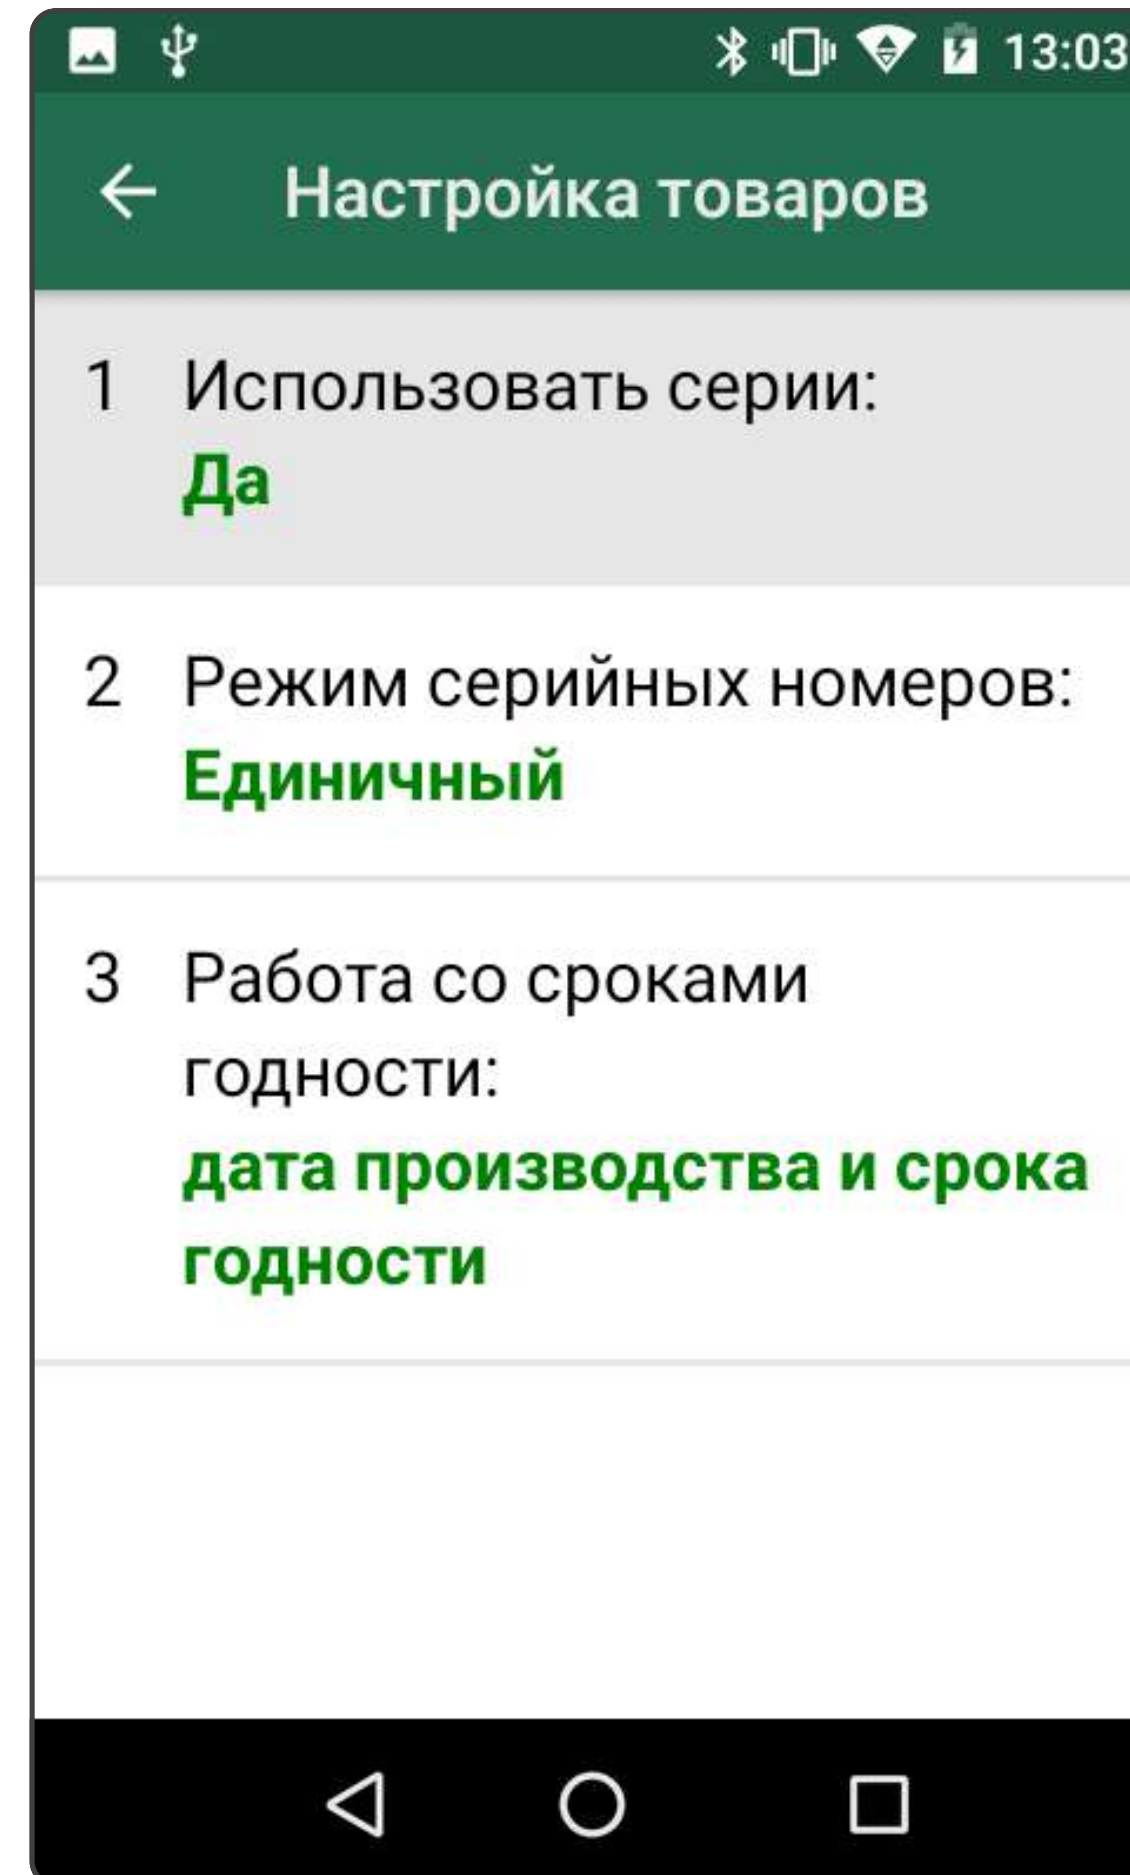 13:03
Настройка товаров
1 Использовать серии:
Да
2 Режим серийных номеров:
Единичный
3 Работа со сроками
годности:
дата производства и срока
годности